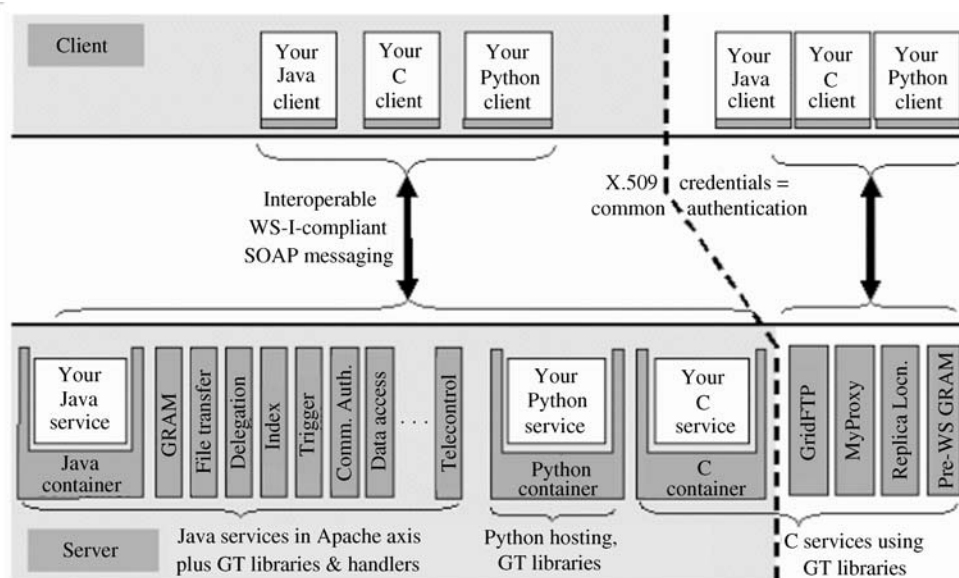 Client
Your
Java
client
Your
C
client
Your
Python
client
Your
Java
client
Your
C
client
Your
Python
client
Interoperable
WS-I-compliant
SOAP messaging
X.509 credentials =
common authentication
Your
Java
service
Java
container
GRAM
File transfer
Delegation
Index
Trigger
Comm. Auth.
Data access
. . .
Telecontrol
Your
Python
service
Python
container
Your
C
service
C
container
GridFTP
MyProxy
Replica Locn.
Pre-WS GRAM
Server
Java services in Apache axis
plus GT libraries & handlers
Python hosting,
GT libraries
C services using
GT libraries